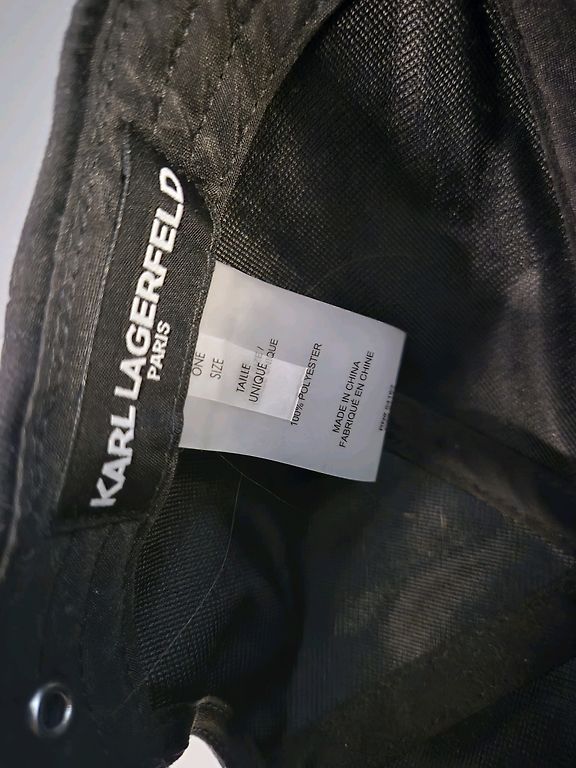 KARL LAGERFELD
PARIS
ONE
SIZE
TAILLE
UNIQUE
100% POLYESTER
MADE IN CHINA
FABRIQUÉ EN CHINE